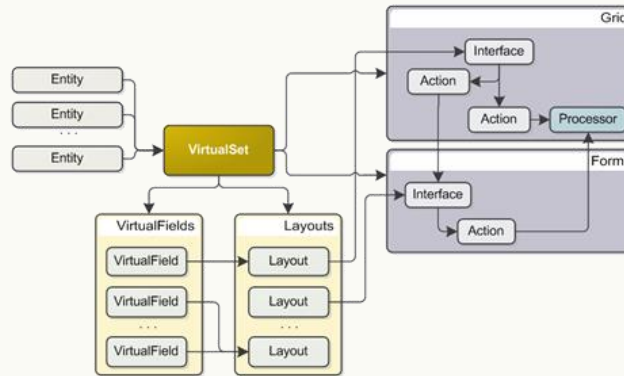 Grid
Interface
Action
Action
Processor
Entity
Entity
. . .
Entity
VirtualSet
Form
Interface
Action
VirtualFields
VirtualField
VirtualField
. . .
VirtualField
Layouts
Layout
Layout
. . .
Layout